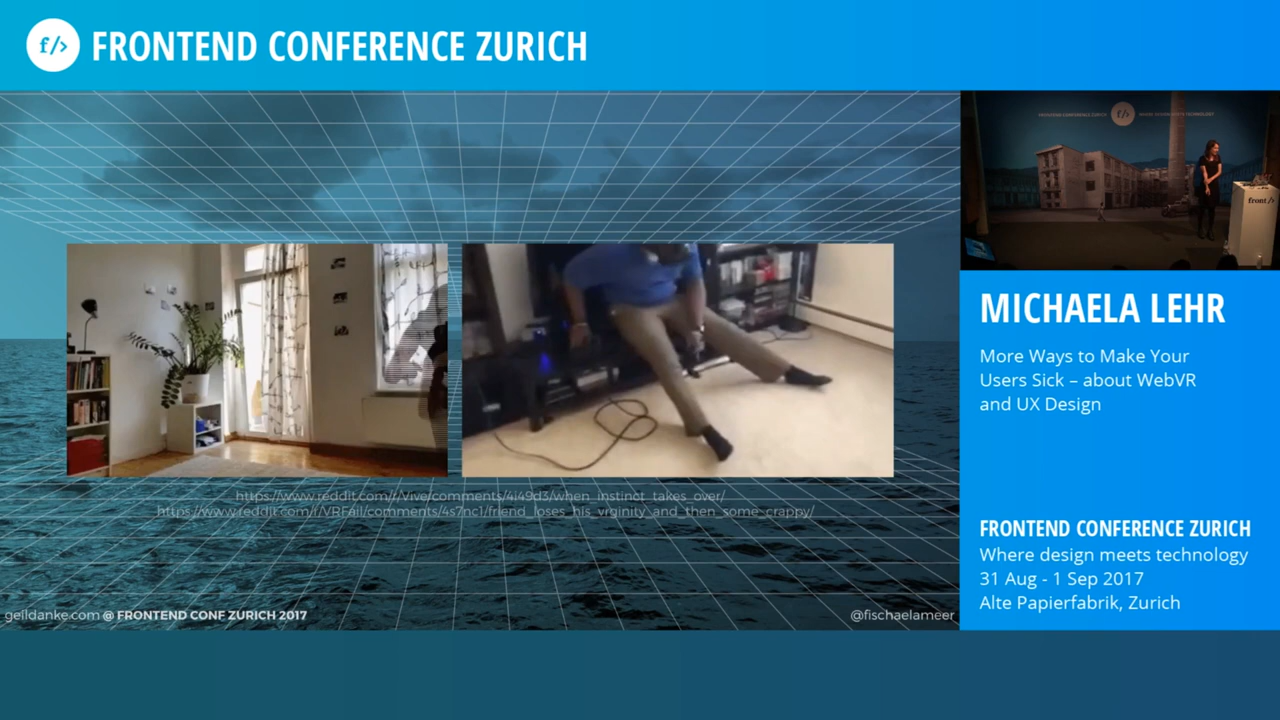 f/> FRONTEND CONFERENCE ZURICH
front />
MICHAELA LEHR
More Ways to Make Your
Users Sick – about WebVR
and UX Design
https://www.reddit.com/r/Vive/comments/4i49d3/when_instinct_takes_over/
https://www.reddit.com/r/VRFail/comments/4s7nc1/friend_loses_his_vrginity_and_then_some_crappy/
FRONTEND CONFERENCE ZURICH
Where design meets technology
31 Aug - 1 Sep 2017
Alte Papierfabrik, Zurich
geildanke.com @ FRONTEND CONF ZURICH 2017
@fischaelameer